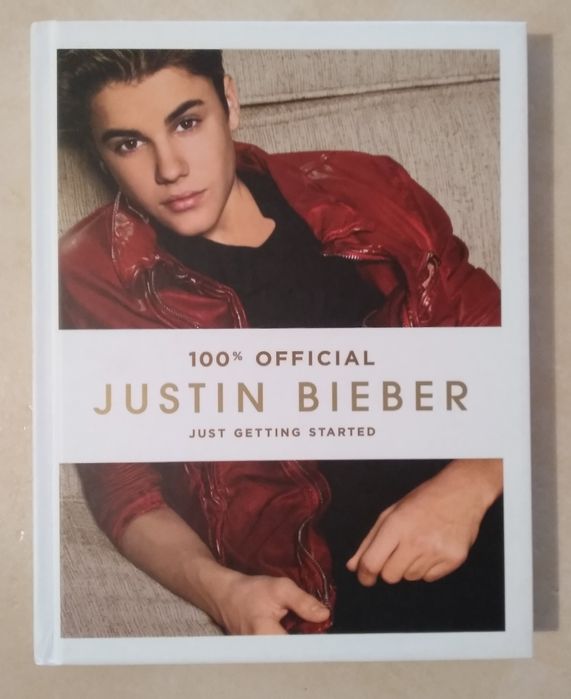 100% OFFICIAL
JUSTIN BIEBER
JUST GETTING STARTED